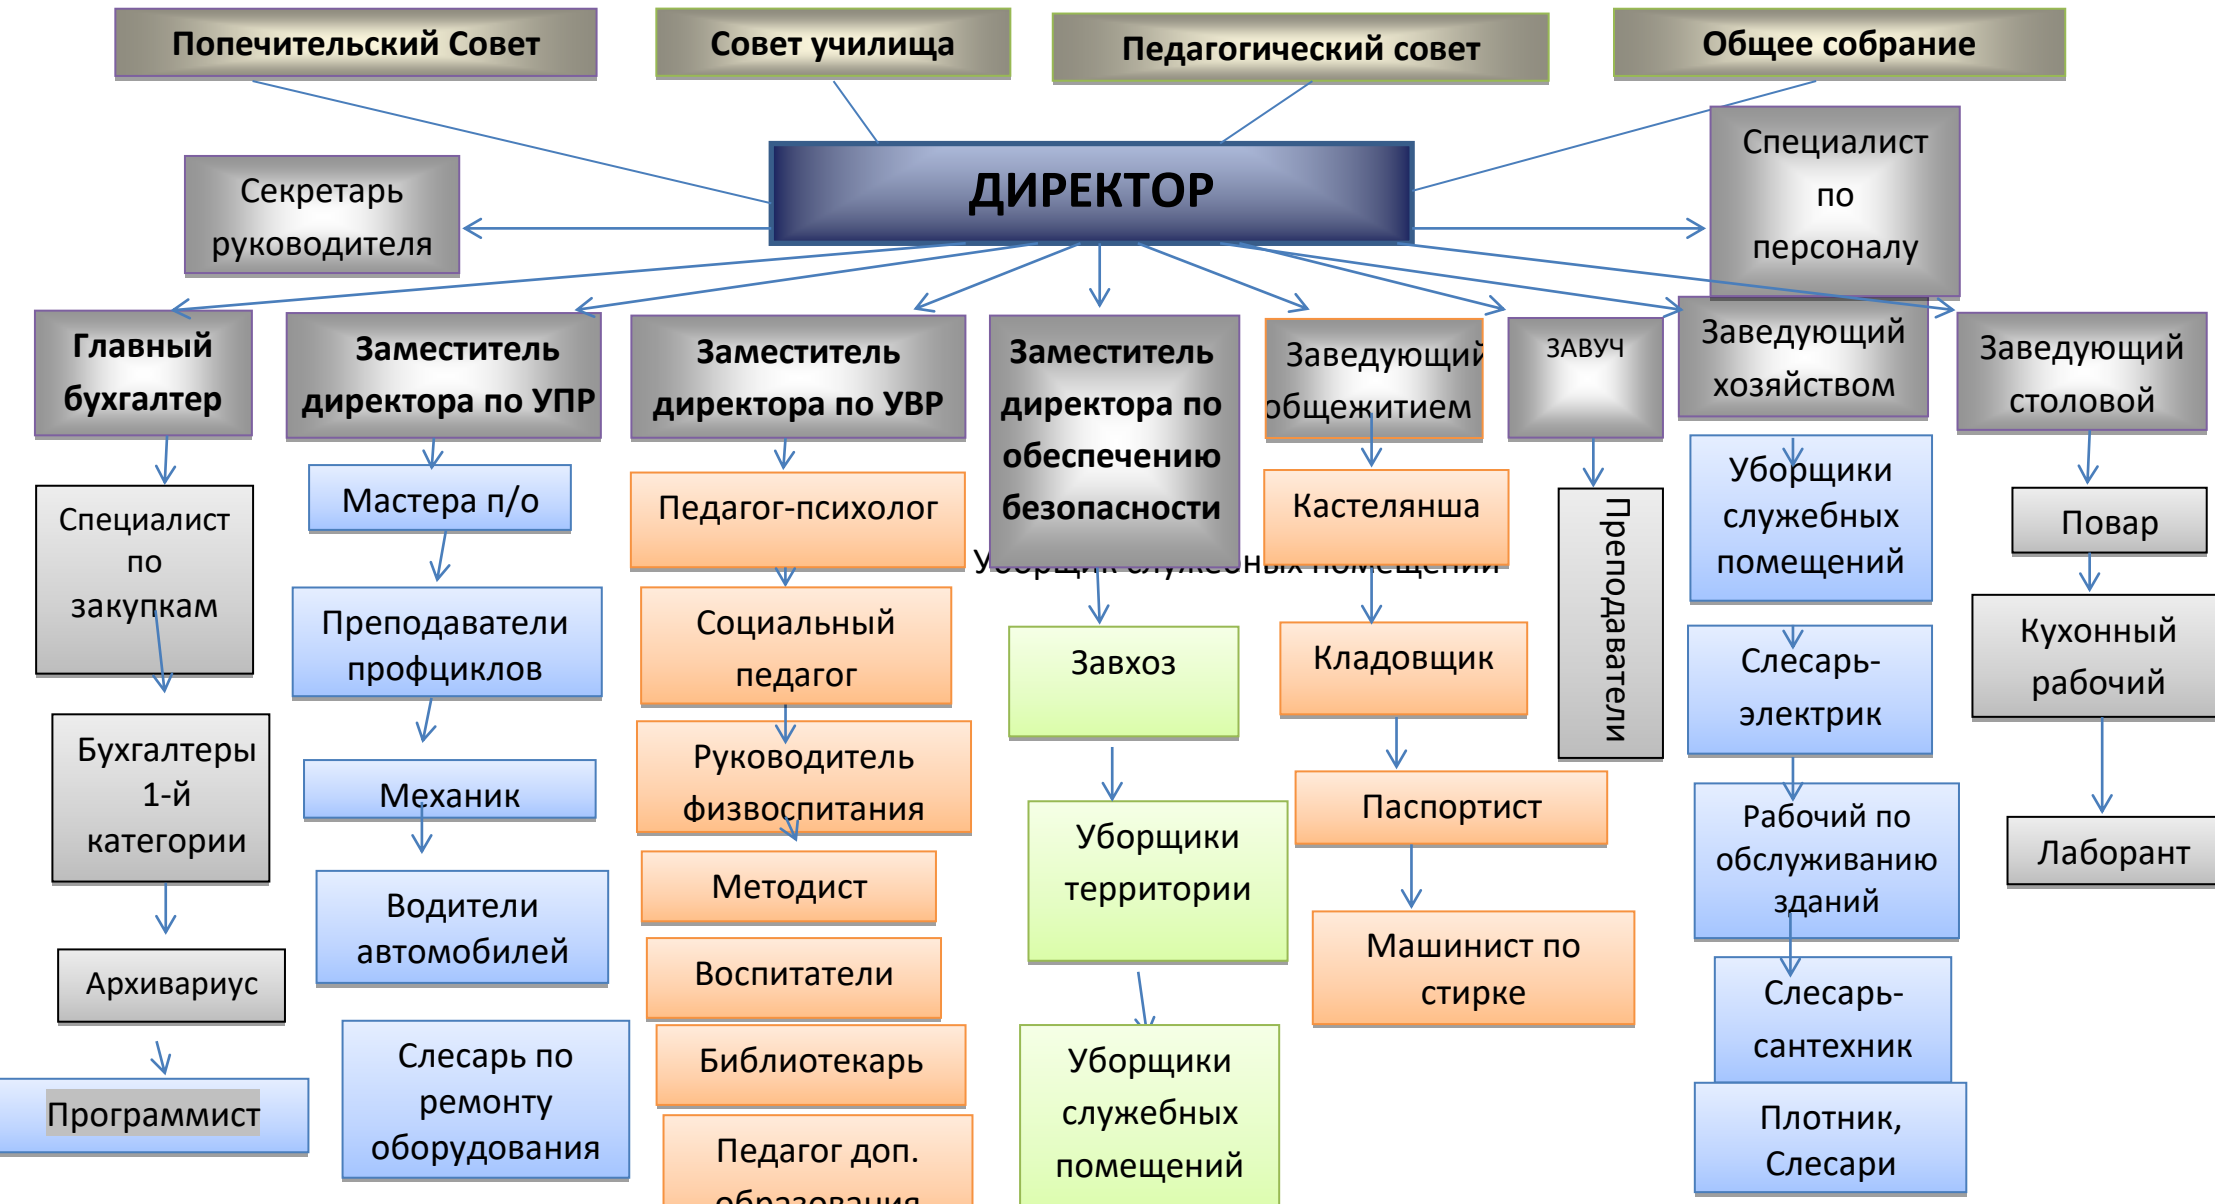 Попечительский Совет
Совет училища
Педагогический совет
Общее собрание
ДИРЕКТОР
Секретарь
руководителя
Специалист
по
персоналу
Главный
бухгалтер
Заместитель
директора по УПР
Заместитель
директора по УВР
Заместитель
директора по
обеспечению
безопасности
Заведующий
общежитием
ЗАВУЧ
Заведующий
хозяйством
Заведующий
столовой
Специалист
по
закупкам
Бухгалтеры
1-й
категории
Архивариус
Программист
Мастера п/о
Преподаватели
профциклов
Механик
Водители
автомобилей
Слесарь по
ремонту
оборудования
Педагог-психолог
Социальный
педагог
Руководитель
физвоспитания
Методист
Воспитатели
Библиотекарь
Педагог доп.
образования
Уборщик служебных помещений
Завхоз
Уборщики
территории
Уборщики
служебных
помещений
Кастелянша
Кладовщик
Паспортист
Машинист по
стирке
Преподаватели
Уборщики
служебных
помещений
Слесарь-
электрик
Рабочий по
обслуживанию
зданий
Слесарь-
сантехник
Плотник,
Слесари
Повар
Кухонный
рабочий
Лаборант